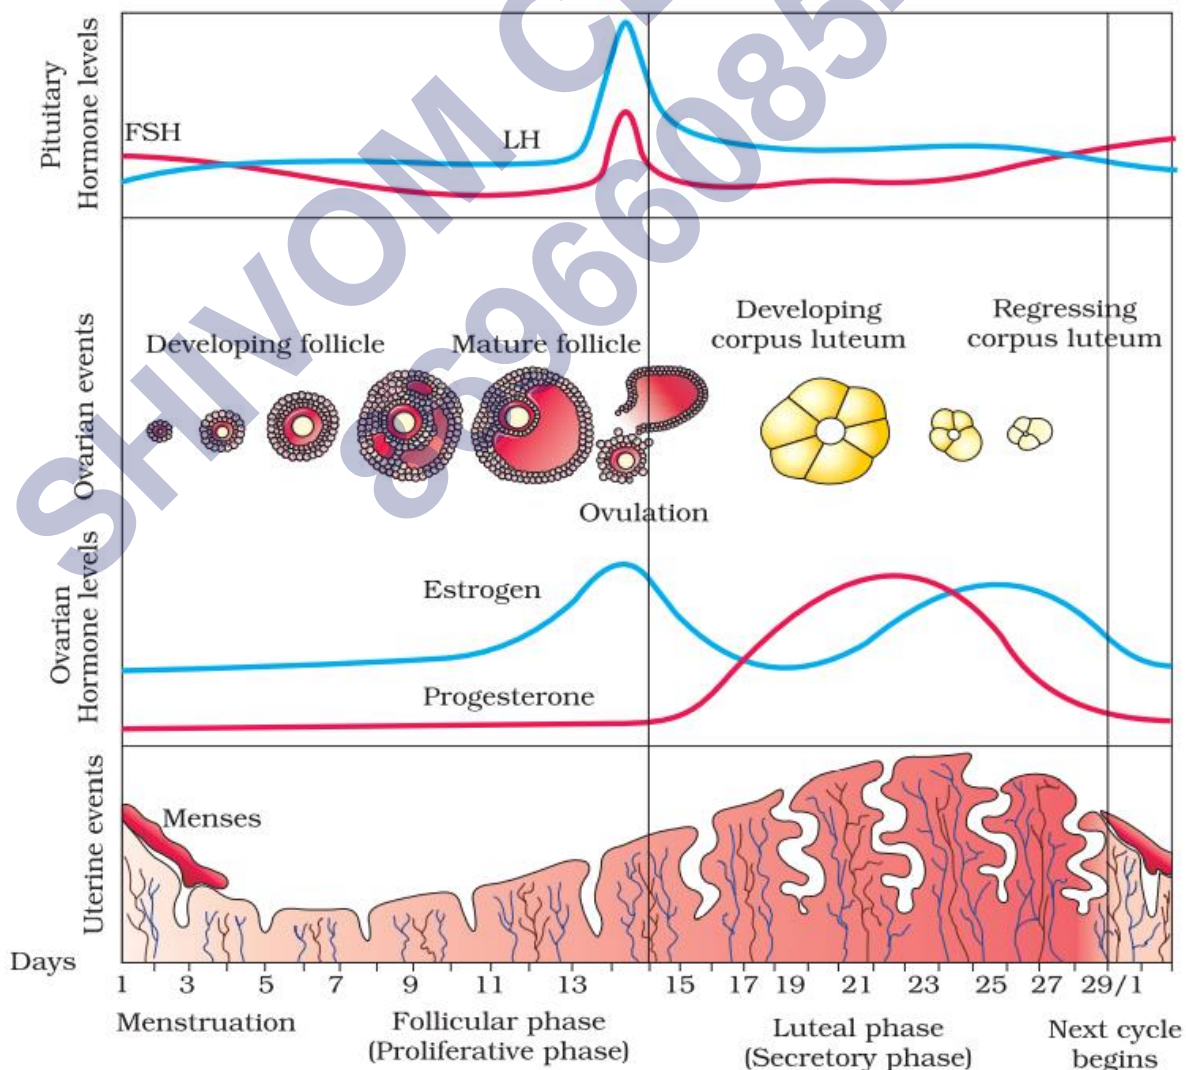 SHIVOM C
8696608
Pituitary
Hormone levels
FSH
LH
Ovarian events
Developing follicle
Mature follicle
Developing
corpus luteum
Regressing
corpus luteum
Ovulation
Ovarian
Hormone levels
Estrogen
Progesterone
Uterine events
Menses
Days
1 3 5 7 9 11 13 15 17 19 21 23 25 27 29/1
Menstruation
Follicular phase
(Proliferative phase)
Luteal phase
(Secretory phase)
Next cycle
begins